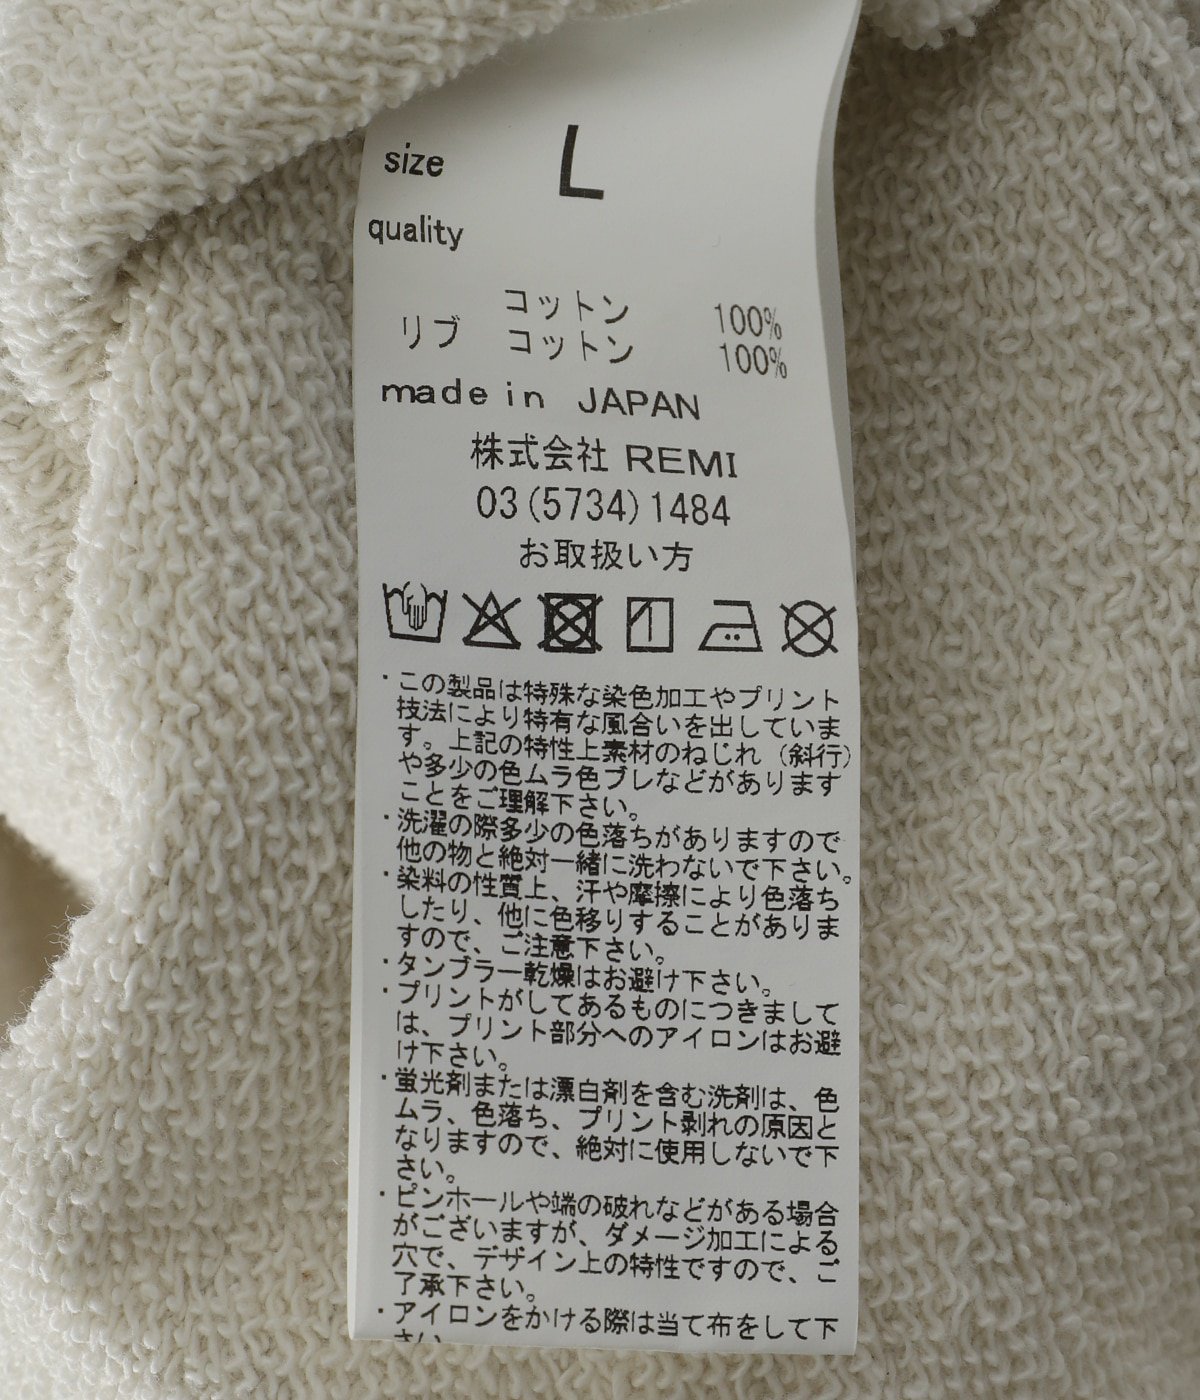 size L
quality
コットン 100%
リブ コットン 100%
made in JAPAN
株式会社 REMI
03(5734)1484
お取扱い方
・この製品は特殊な染色加工やプリント
技法により特有な風合いを出していま
す。上記の特性上素材のねじれ（斜行）
や多少の色ムラ色ブレなどがあります
ことをご理解下さい。
・洗濯の際多少の色落ちがありますので
他の物と絶対一緒に洗わないで下さい。
・染料の性質上、汗や摩擦により色落ち
したり、他に色移りすることがありま
すので、ご注意下さい。
・タンブラー乾燥はお避け下さい。
・プリントがしてあるものにつきまして
は、プリント部分へのアイロンはお避
け下さい。
・蛍光剤または漂白剤を含む洗剤は、色
ムラ、色落ち、プリント剥れの原因と
なりますので、絶対に使用しないで下
さい。
・ピンホールや端の破れなどがある場合
がございますが、ダメージ加工による
穴で、デザイン上の特性ですので、ご
了承下さい。
・アイロンをかける際は当て布をして下
さい